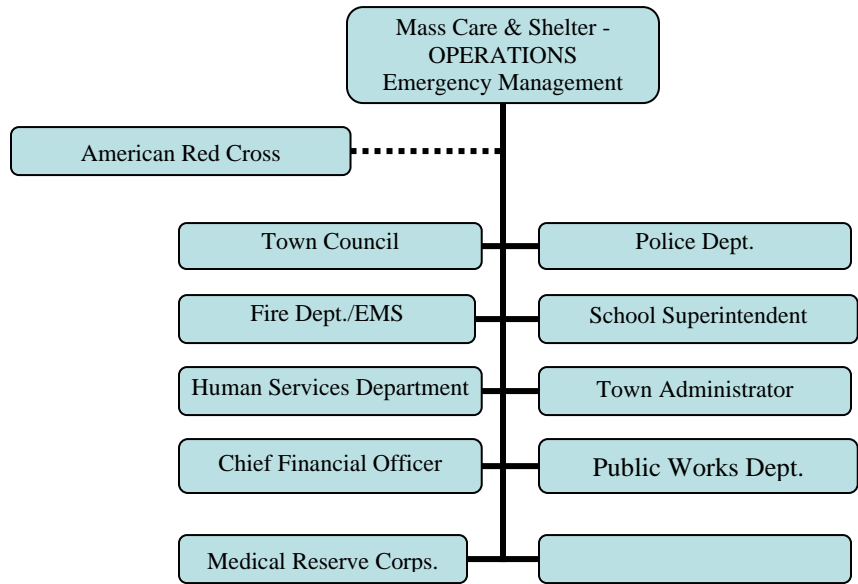 Mass Care & Shelter -
OPERATIONS
Emergency Management
American Red Cross
Town Council
Police Dept.
Fire Dept./EMS
School Superintendent
Human Services Department
Town Administrator
Chief Financial Officer
Public Works Dept.
Medical Reserve Corps.